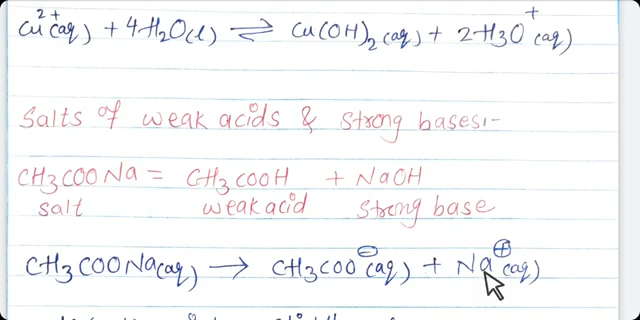 Cu²⁺(aq) + 4H₂O(l) ⇌ Cu(OH)₂(aq) + 2H₃O⁺(aq)
Salts of weak acids & strong bases:-
CH₃COONa = CH₃COOH + NaOH
salt weak acid strong base
CH₃COONa(aq) → CH₃COO⊖(aq) + Na⊕(aq)